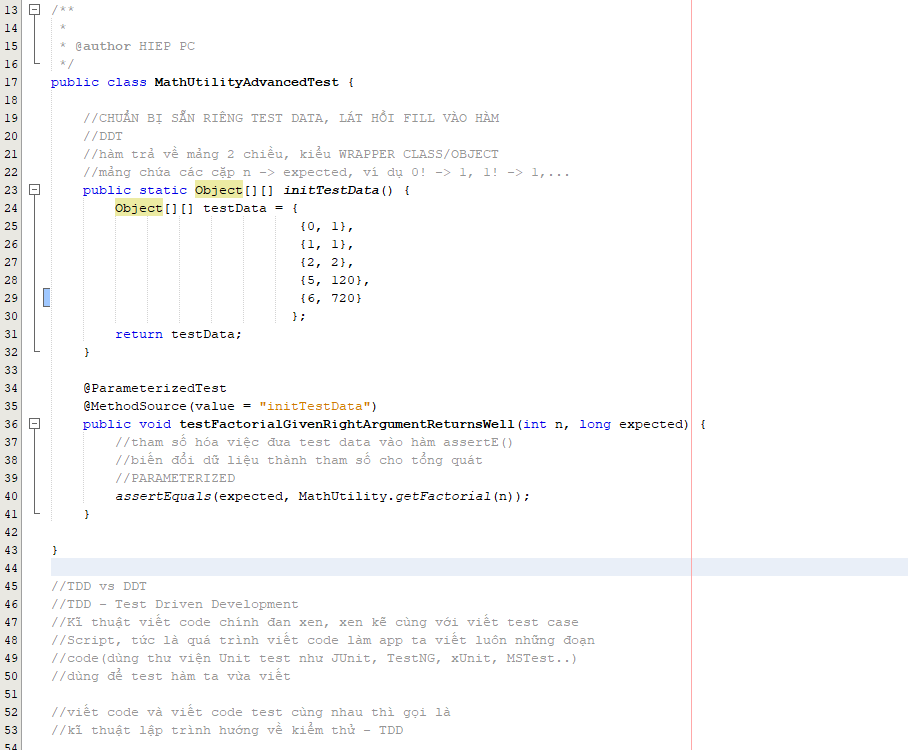 13 /**
14 *
15 * @author HIEP PC
16 */
17 public class MathUtilityAdvancedTest {
18
19 //CHUẨN BỊ SẴN RIÊNG TEST DATA, LÁT HỒI FILL VÀO HÀM
20 //DDT
21 //hàm trả về mảng 2 chiều, kiểu WRAPPER CLASS/OBJECT
22 //mảng chứa các cặp n -> expected, ví dụ 0! -> 1, 1! -> 1,...
23 public static Object[][] initTestData() {
24 Object[][] testData = {
25 {0, 1},
26 {1, 1},
27 {2, 2},
28 {5, 120},
29 {6, 720}
30 };
31 return testData;
32 }
33
34 @ParameterizedTest
35 @MethodSource(value = "initTestData")
36 public void testFactorialGivenRightArgumentReturnsWell(int n, long expected) {
37 //tham số hóa việc đưa test data vào hàm assertE()
38 //biến đổi dữ liệu thành tham số cho tổng quát
39 //PARAMETERIZED
40 assertEquals(expected, MathUtility.getFactorial(n));
41 }
42
43 }
44
45 //TDD vs DDT
46 //TDD - Test Driven Development
47 //Kĩ thuật viết code chính đan xen, xen kẽ cùng với viết test case
48 //Script, tức là quá trình viết code làm app ta viết luôn những đoạn
49 //code(dùng thư viện Unit test như JUnit, TestNG, xUnit, MSTest..)
50 //dùng để test hàm ta vừa viết
51
52 //viết code và viết code test cùng nhau thì gọi là
53 //kĩ thuật lập trình hướng về kiểm thử - TDD
54